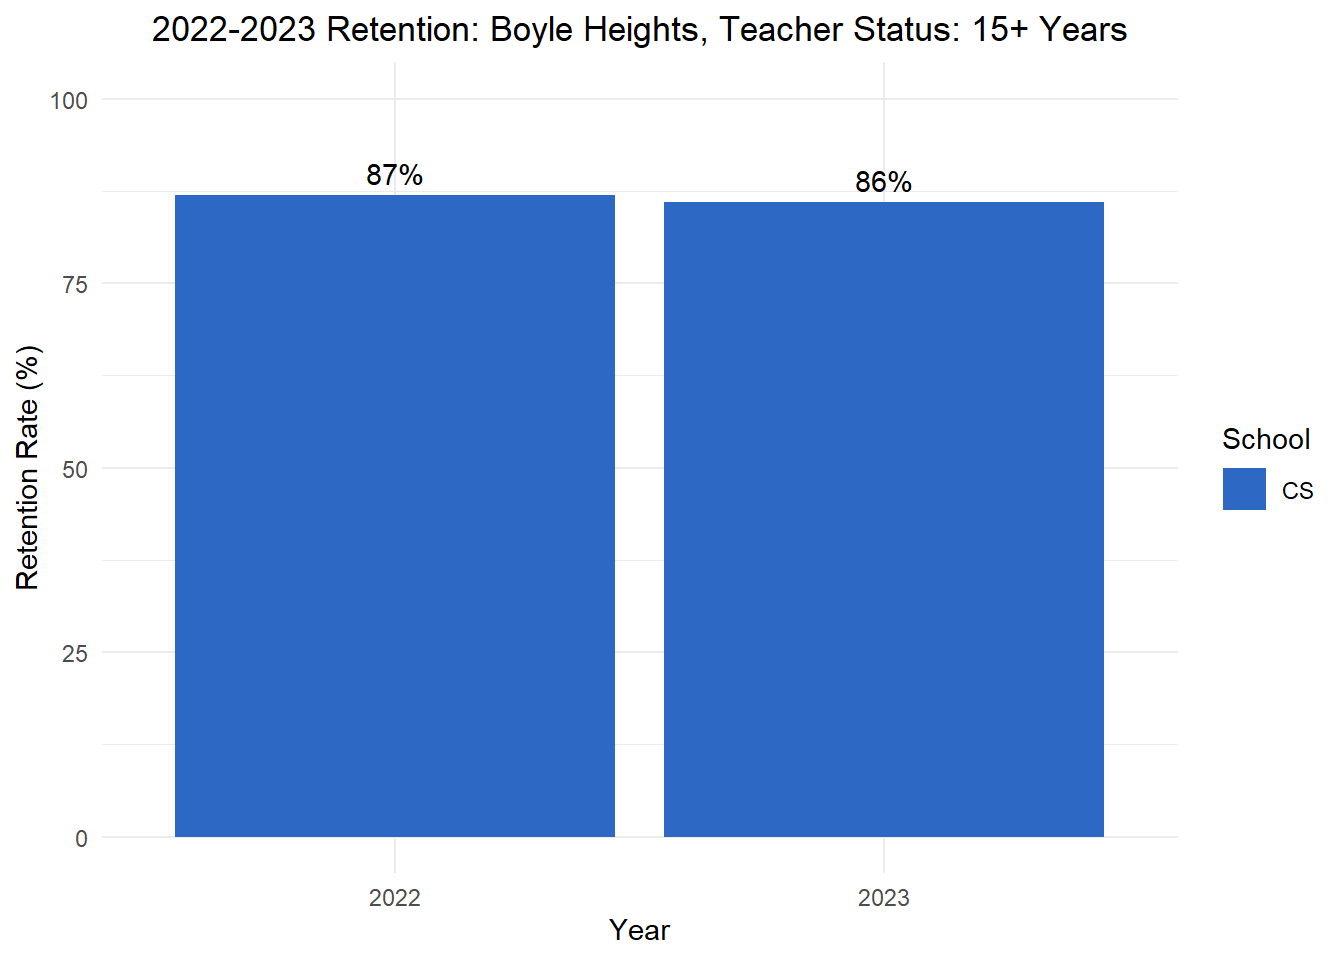 2022-2023 Retention: Boyle Heights, Teacher Status: 15+ Years
100
75
50
25
0
Retention Rate (%)
87%
86%
2022
2023
Year
School
CS